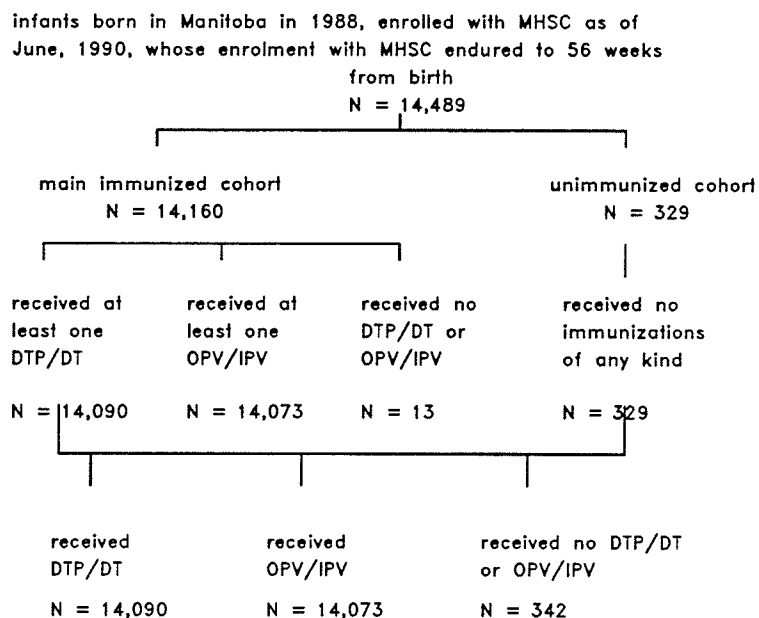 infants born in Manitoba in 1988, enrolled with MHSC as of
June, 1990, whose enrolment with MHSC endured to 56 weeks
from birth
N = 14,489
main immunized cohort
N = 14,160
unimmunized cohort
N = 329
received at
least one
DTP/DT
N = 14,090
received at
least one
OPV/IPV
N = 14,073
received no
DTP/DT or
OPV/IPV
N = 13
received no
immunizations
of any kind
N = 329
received
DTP/DT
N = 14,090
received
OPV/IPV
N = 14,073
received no DTP/DT
or OPV/IPV
N = 342